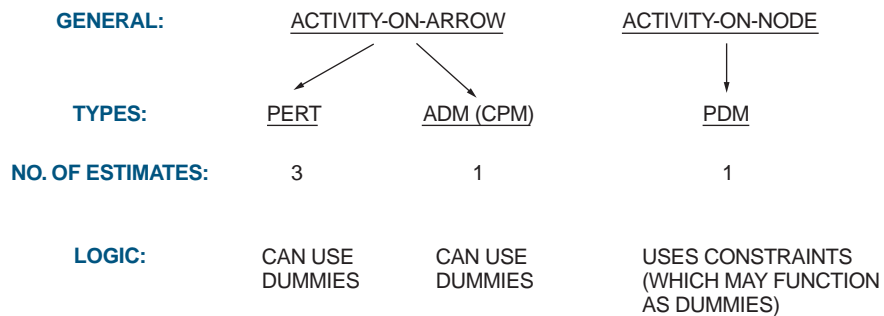 GENERAL: ACTIVITY-ON-ARROW ACTIVITY-ON-NODE
TYPES: PERT ADM (CPM) PDM
NO. OF ESTIMATES: 3 1 1
LOGIC: CAN USE CAN USE USES CONSTRAINTS
DUMMIES DUMMIES (WHICH MAY FUNCTION
AS DUMMIES)